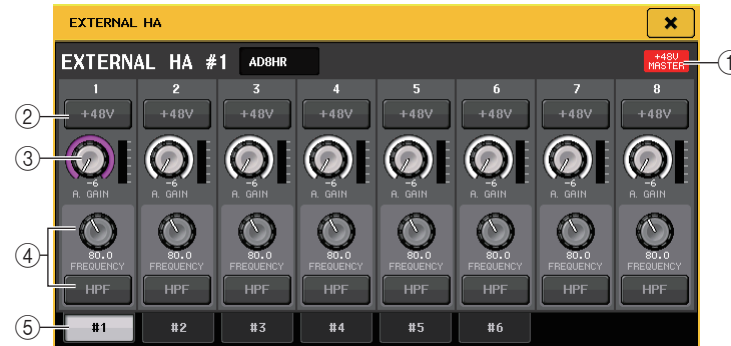 EXTERNAL HA
EXTERNAL HA #1 AD8HR +48V MASTER 1
1 2 3 4 5 6 7 8
2 +48V +48V +48V +48V +48V +48V +48V +48V
3
-6 -6 -6 -6 -6 -6 -6 -6
A. GAIN A. GAIN A. GAIN A. GAIN A. GAIN A. GAIN A. GAIN A. GAIN
4
80.0 80.0 80.0 80.0 80.0 80.0 80.0 80.0
FREQUENCY FREQUENCY FREQUENCY FREQUENCY FREQUENCY FREQUENCY FREQUENCY FREQUENCY
HPF HPF HPF HPF HPF HPF HPF HPF
5 #1 #2 #3 #4 #5 #6